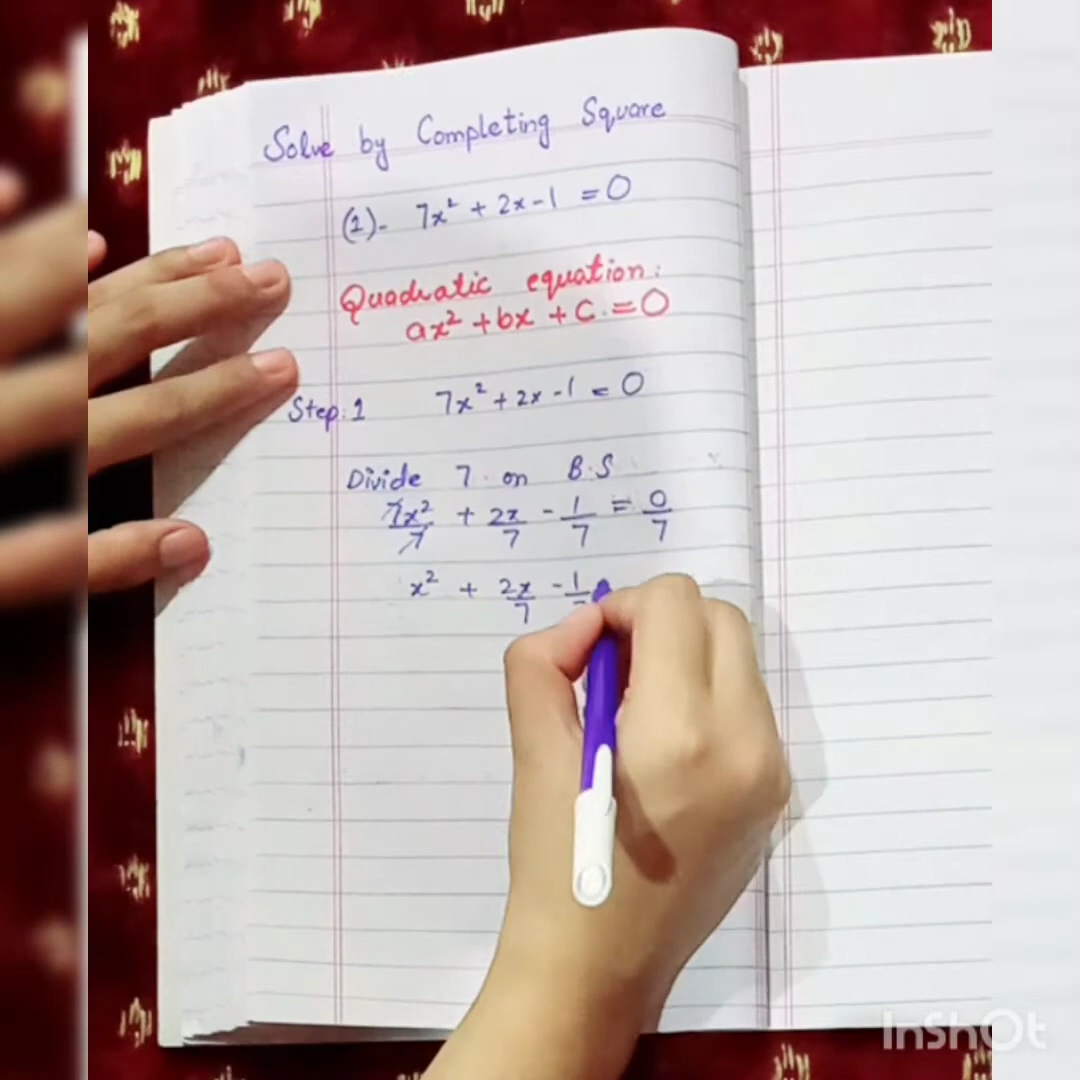 Solve by Completing Square
(1)- 7x² + 2x - 1 = 0
Quadratic equation:
ax² + bx + c = 0
Step:1 7x² + 2x - 1 = 0
Divide 7 on B.S
7x²/7 + 2x/7 - 1/7 = 0/7
x² + 2x/7 - 1/
InShOt